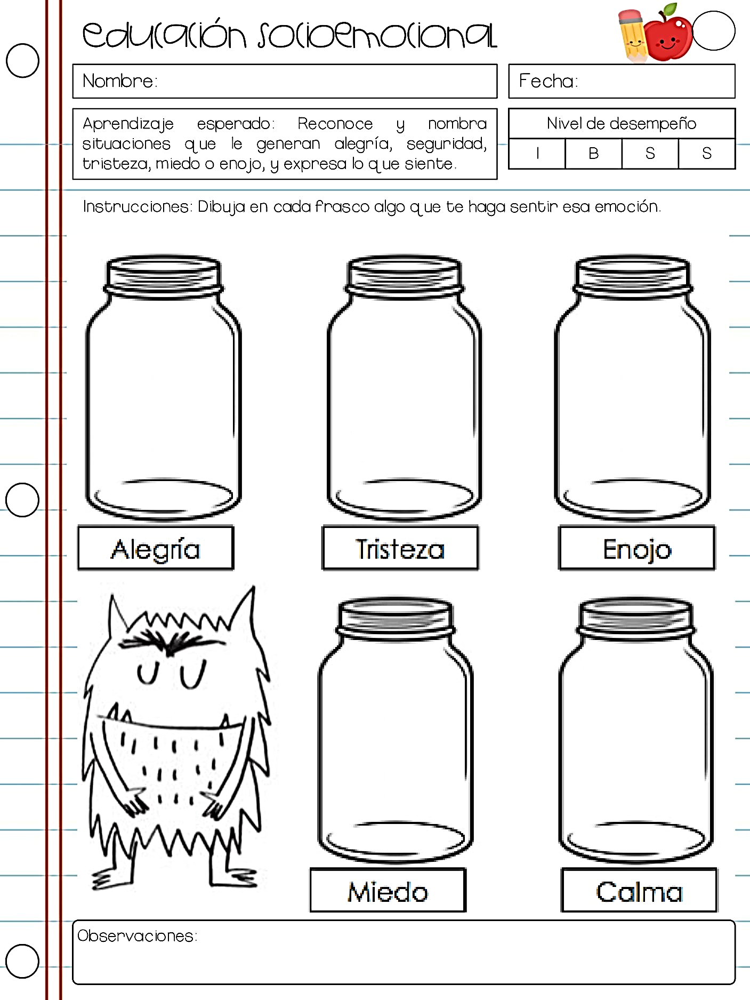 Educación socioemocional
Nombre:
Fecha:
Aprendizaje esperado: Reconoce y nombra
situaciones que le generan alegría, seguridad,
tristeza, miedo o enojo, y expresa lo que siente.
Nivel de desempeño
I B S S
Instrucciones: Dibuja en cada frasco algo que te haga sentir esa emoción.
Alegría Tristeza Enojo
Miedo Calma
Observaciones: